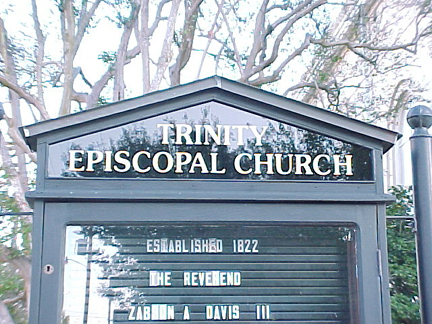 TRINITY
EPISCOPAL CHURCH
ESTABLISHED 1822
THE REVEREND
ZABRON A DAVIS III